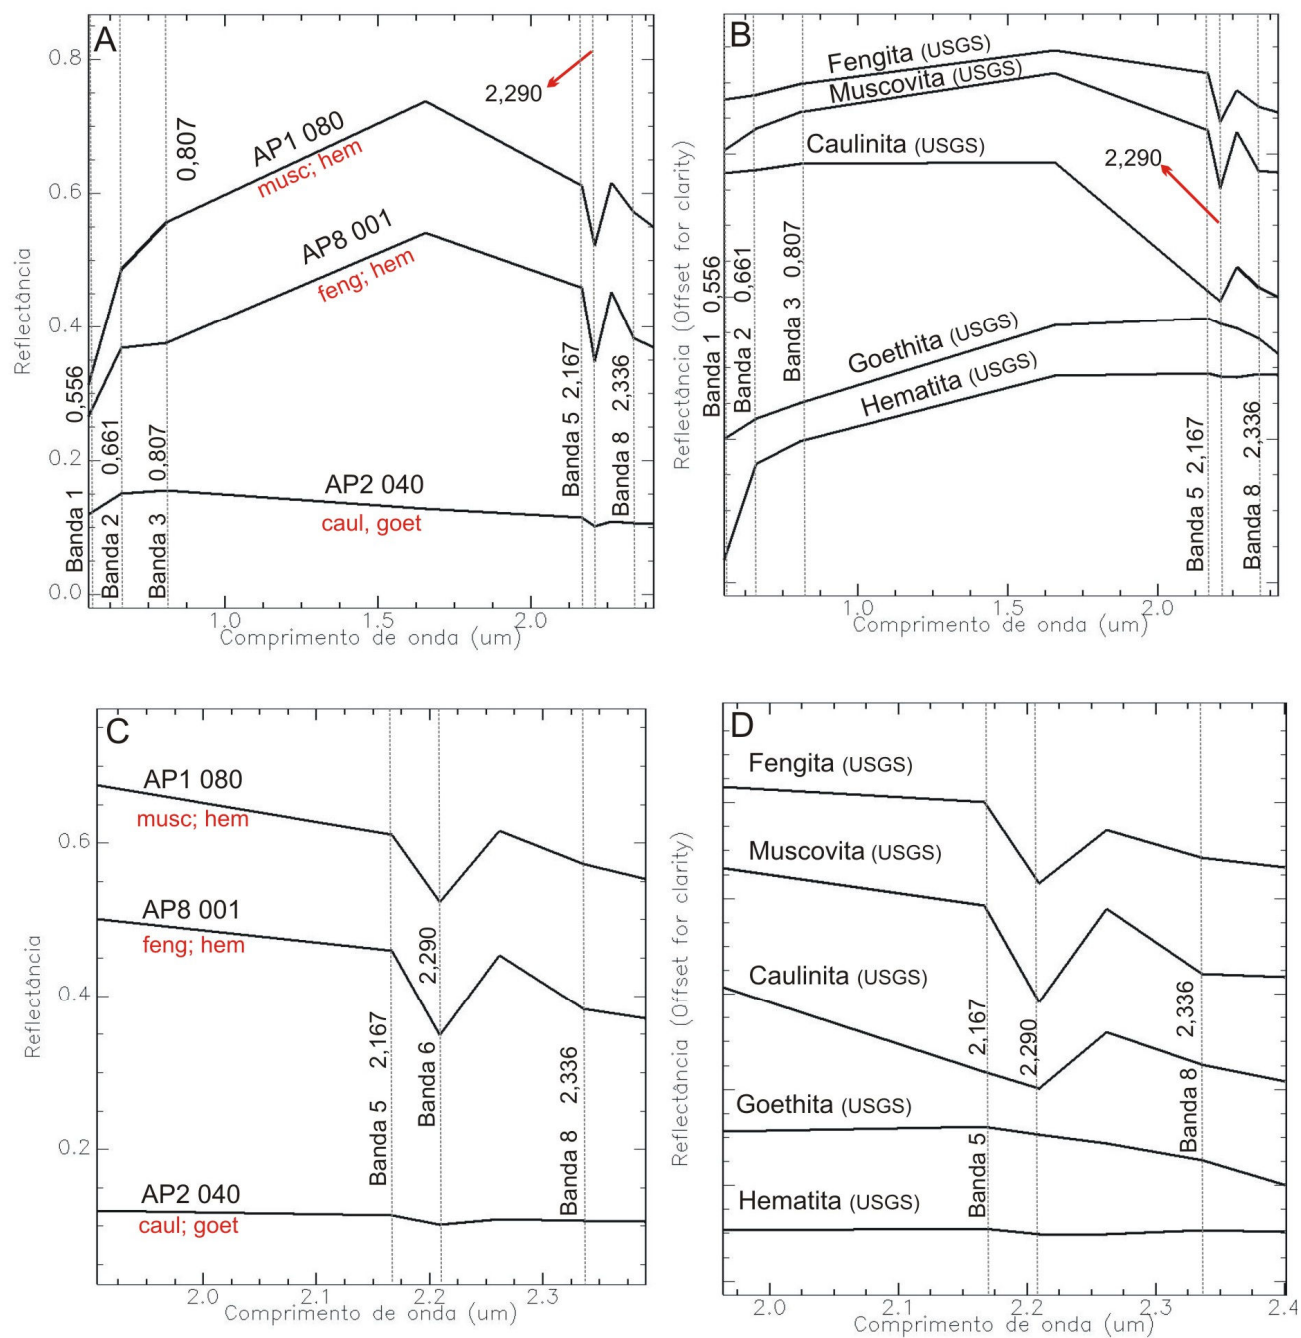 A
0.8
0.6
0.4
0.2
0.0
Reflectância
2,290
0,807
AP1 080
musc; hem
AP8 001
feng; hem
AP2 040
caul, goet
Banda 1 0,556
Banda 2 0,661
Banda 3 0,807
Banda 5 2,167
Banda 8 2,336
1.0 1.5 2.0
Comprimento de onda (um)
B
Reflectância (Offset for clarity)
Fengita (USGS)
Muscovita (USGS)
Caulinita (USGS)
2,290
Goethita (USGS)
Hematita (USGS)
Banda 1 0,556
Banda 2 0,661
Banda 3 0,807
Banda 5 2,167
Banda 8 2,336
1.0 1.5 2.0
Comprimento de onda (um)
C
0.6
0.4
0.2
Reflectância
AP1 080
musc; hem
AP8 001
feng; hem
AP2 040
caul; goet
Banda 5 2,167
Banda 6 2,290
Banda 8 2,336
2.0 2.1 2.2 2.3
Comprimento de onda (um)
D
Reflectância (Offset for clarity)
Fengita (USGS)
Muscovita (USGS)
Caulinita (USGS)
Goethita (USGS)
Hematita (USGS)
Banda 5 2,167
2,290
Banda 8 2,336
2.0 2.1 2.2 2.3 2.4
Comprimento de onda (um)